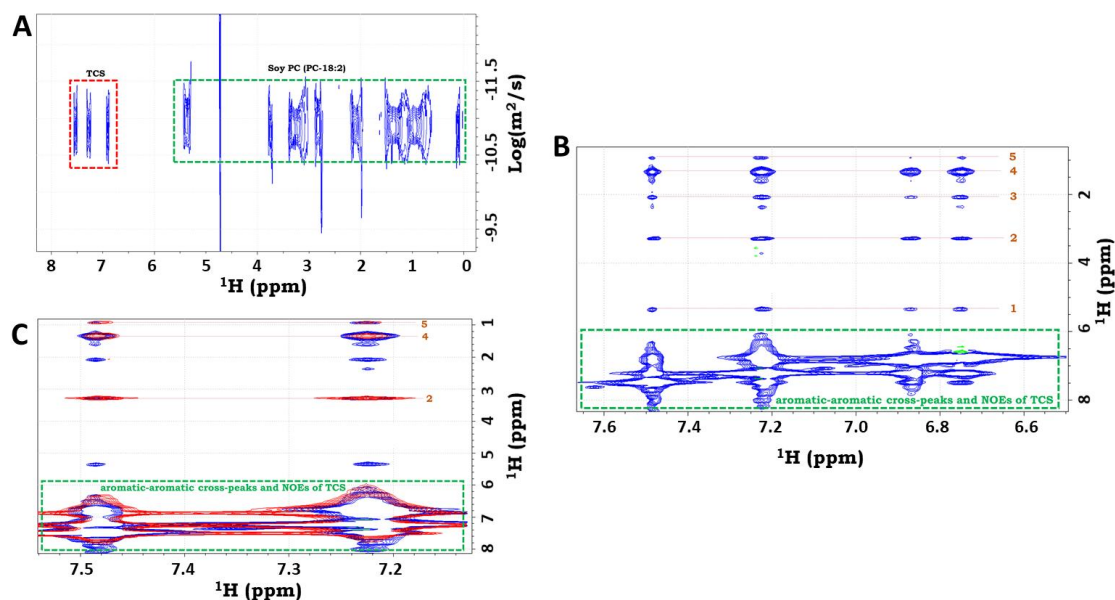 A
TCS
Soy PC (PC-18:2)
-11.5
-10.5
-9.5
Log(m²/s)
8 7 6 5 4 3 2 1 0
¹H (ppm)
B
5
4
3
2
1
2
4
6
8
¹H (ppm)
aromatic-aromatic cross-peaks and NOEs of TCS
7.6 7.4 7.2 7.0 6.8 6.6
¹H (ppm)
C
5
4
2
1
2
3
4
5
6
7
8
¹H (ppm)
aromatic-aromatic cross-peaks and NOEs of TCS
7.5 7.4 7.3 7.2
¹H (ppm)